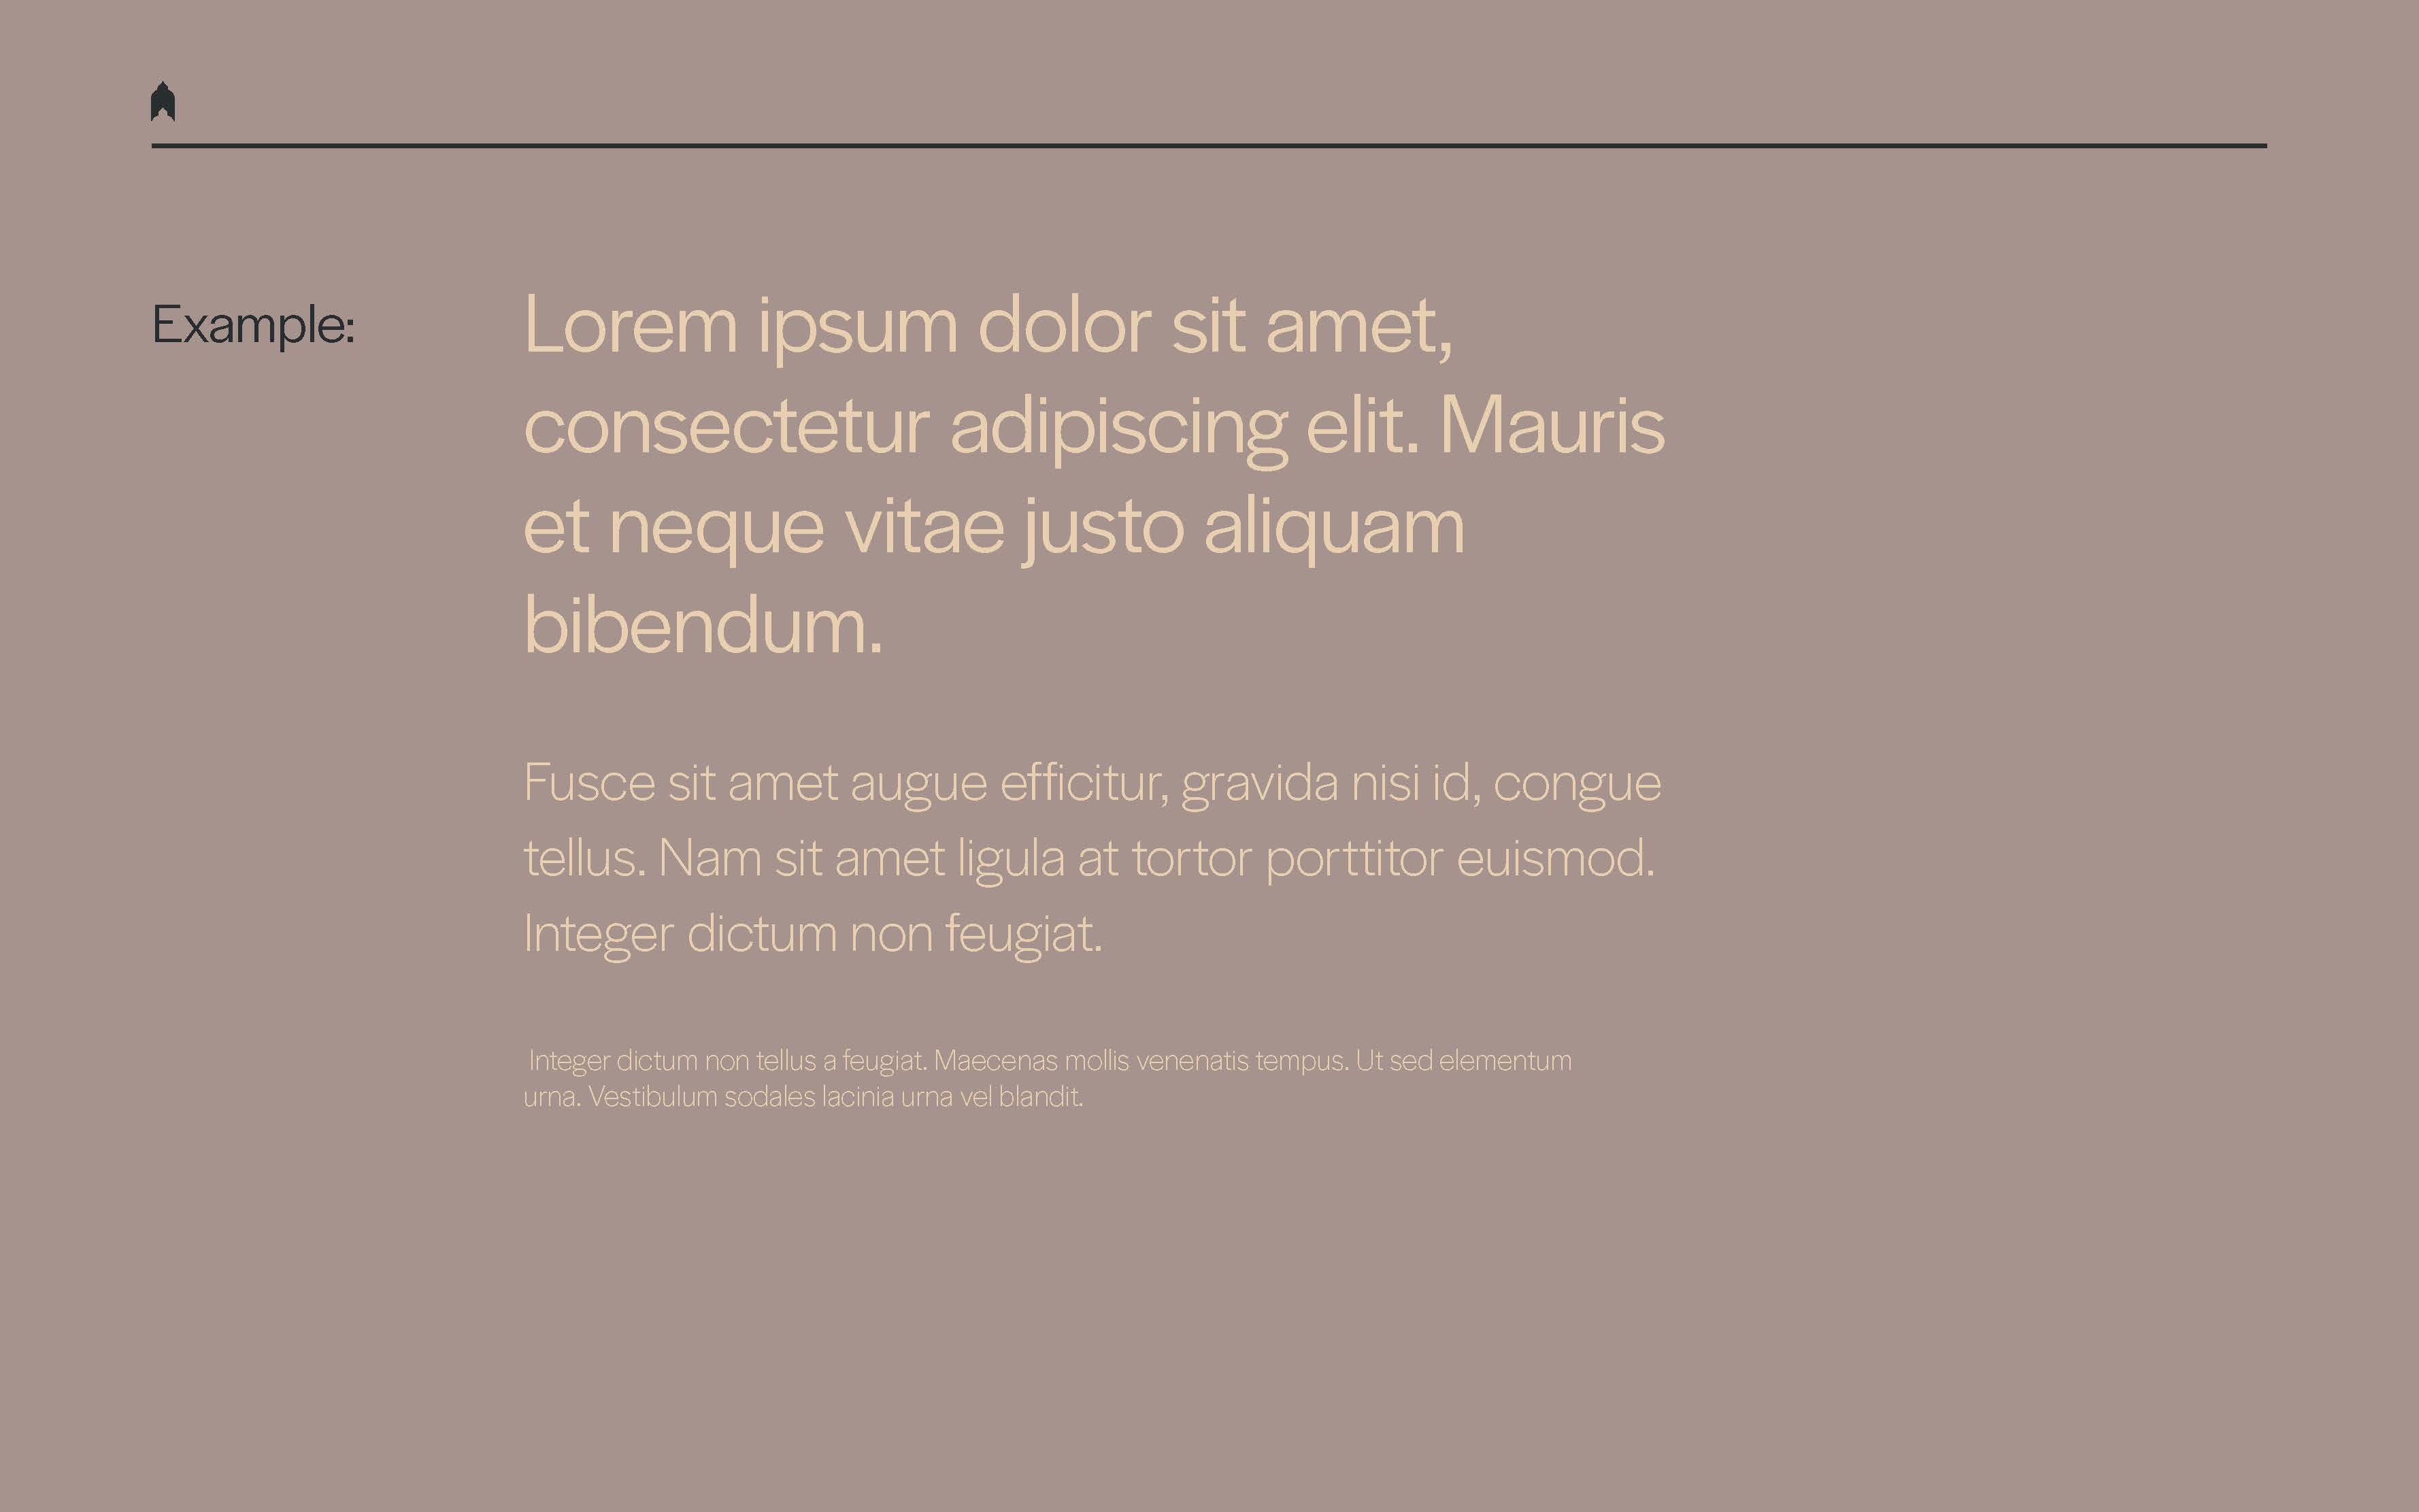 Example:
Lorem ipsum dolor sit amet,
consectetur adipiscing elit. Mauris
et neque vitae justo aliquam
bibendum.
Fusce sit amet augue efficitur, gravida nisi id, congue
tellus. Nam sit amet ligula at tortor porttitor euismod.
Integer dictum non feugiat.
Integer dictum non tellus a feugiat. Maecenas mollis venenatis tempus. Ut sed elementum
urna. Vestibulum sodales lacinia urna vel blandit.